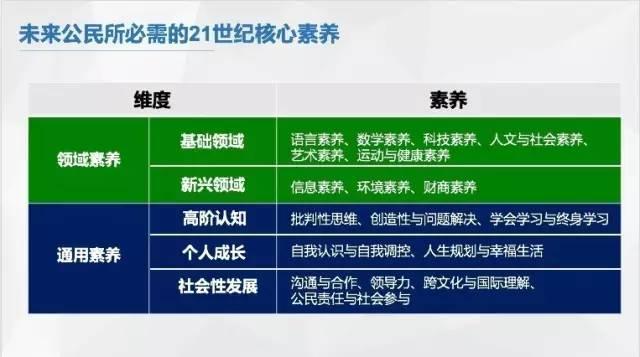 未来公民所必需的21世纪核心素养
维度
素养
领域素养
基础领域
语言素养、数学素养、科技素养、人文与社会素养、
艺术素养、运动与健康素养
新兴领域
信息素养、环境素养、财商素养
通用素养
高阶认知
批判性思维、创造性与问题解决、学会学习与终身学习
个人成长
自我认识与自我调控、人生规划与幸福生活
社会性发展
沟通与合作、领导力、跨文化与国际理解、
公民责任与社会参与